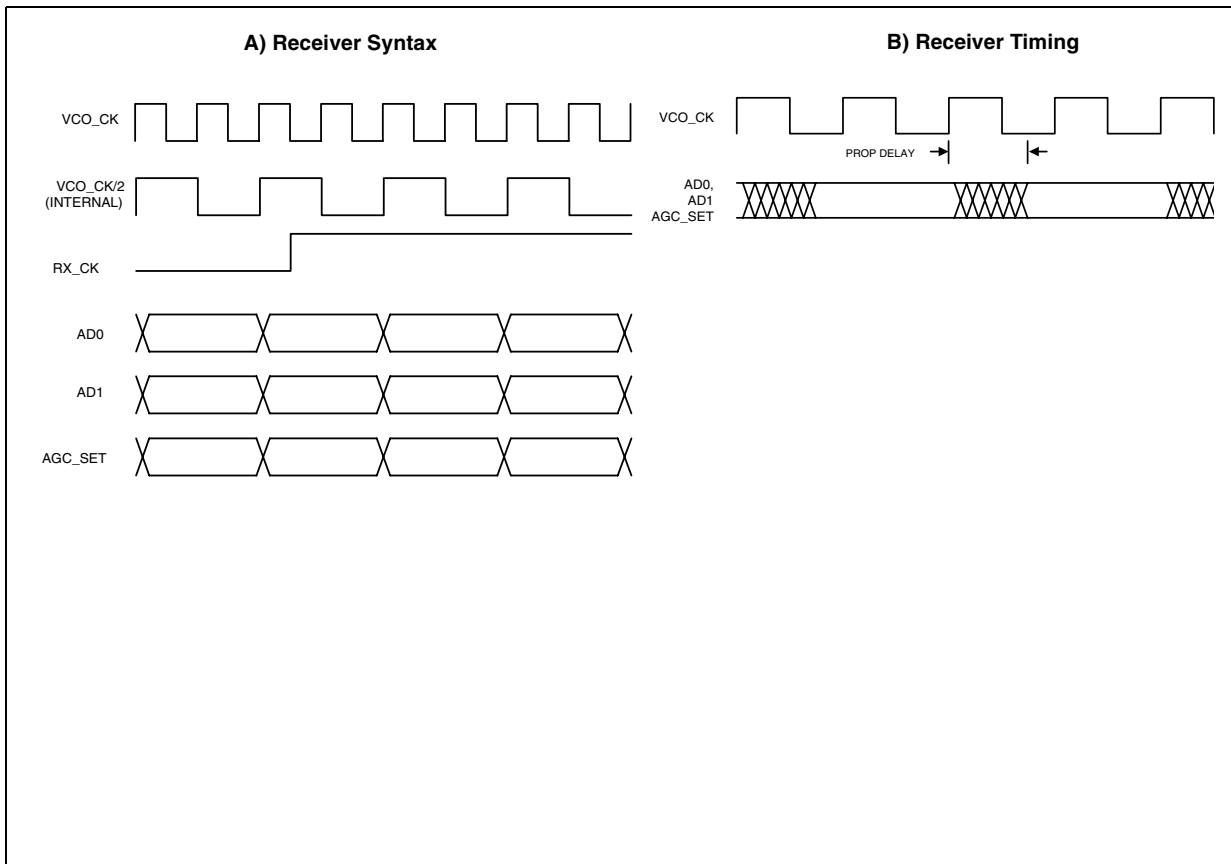 A) Receiver Syntax
VCO_CK
VCO_CK/2
(INTERNAL)
RX_CK
AD0
AD1
AGC_SET
B) Receiver Timing
VCO_CK
PROP DELAY
AD0,
AD1
AGC_SET